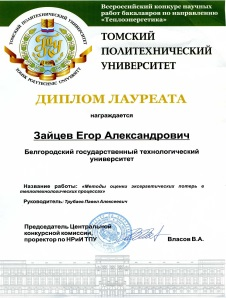 Всероссийский конкурс научных
работ бакалавров по направлению
«Теплоэнергетика»
ТОМСКИЙ ПОЛИТЕХНИЧЕСКИЙ УНИВЕРСИТЕТ
TOMSK POLYTECHNIC UNIVERSITY
ТОМСКИЙ
ПОЛИТЕХНИЧЕСКИЙ
УНИВЕРСИТЕТ
ДИПЛОМ ЛАУРЕАТА
награждается
Зайцев Егор Александрович
Белгородский государственный технологический
университет
Название работы: «Методы оценки эксергетических потерь в
теплотехнологических процессах»
Руководитель: Трубаев Павел Алексеевич
Председатель Центральной
конкурсной комиссии,
проректор по НРиИ ТПУ
Власов В.А.